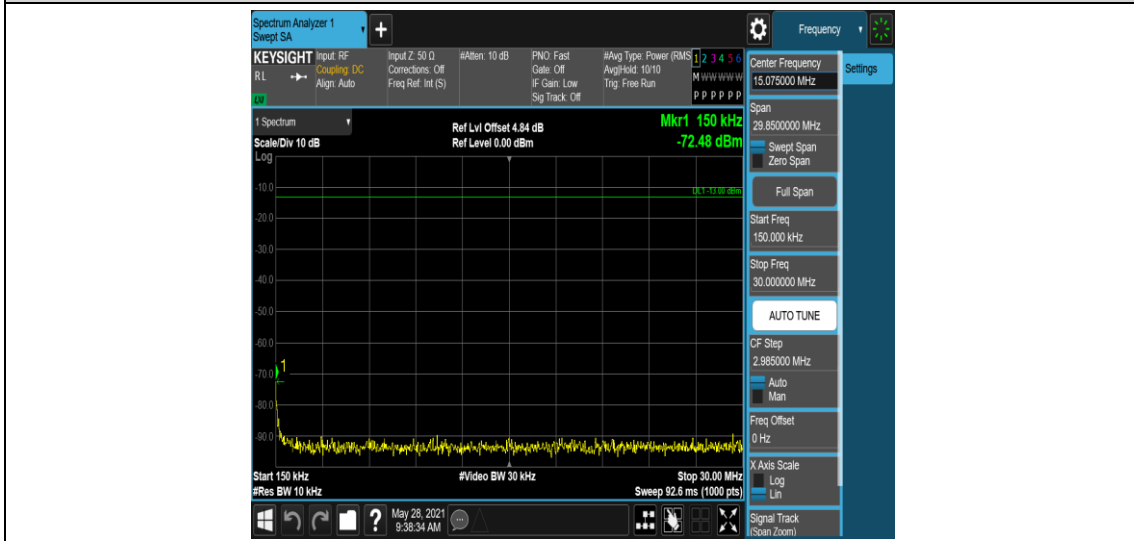 Spectrum Analyzer 1
Swept SA
+
Frequency
KEYSIGHT
RL
Input: RF
Coupling: DC
Align: Auto
Input Z: 50 Ω
Corrections: Off
Freq Ref: Int (S)
#Atten: 10 dB
PNO: Fast
Gate: Off
IF Gain: Low
Sig Track: Off
#Avg Type: Power (RMS
Avg|Hold: 10/10
Trig: Free Run
1 2 3 4 5 6
M W W W W W
P P P P P P
1 Spectrum
Scale/Div 10 dB
Log
Ref Lvl Offset 4.84 dB
Ref Level 0.00 dBm
Mkr1 150 kHz
-72.48 dBm
DL1 -13.00 dBm
-10.0
-20.0
-30.0
-40.0
-50.0
-60.0
1
-70.0
-80.0
-90.0
Start 150 kHz
#Res BW 10 kHz
#Video BW 30 kHz
Stop 30.00 MHz
Sweep 92.6 ms (1000 pts)
?
May 28, 2021
9:38:34 AM
Center Frequency
15.075000 MHz
Settings
Span
29.8500000 MHz
Swept Span
Zero Span
Full Span
Start Freq
150.000 kHz
Stop Freq
30.000000 MHz
AUTO TUNE
CF Step
2.985000 MHz
Auto
Man
Freq Offset
0 Hz
X Axis Scale
Log
Lin
Signal Track
(Span Zoom)